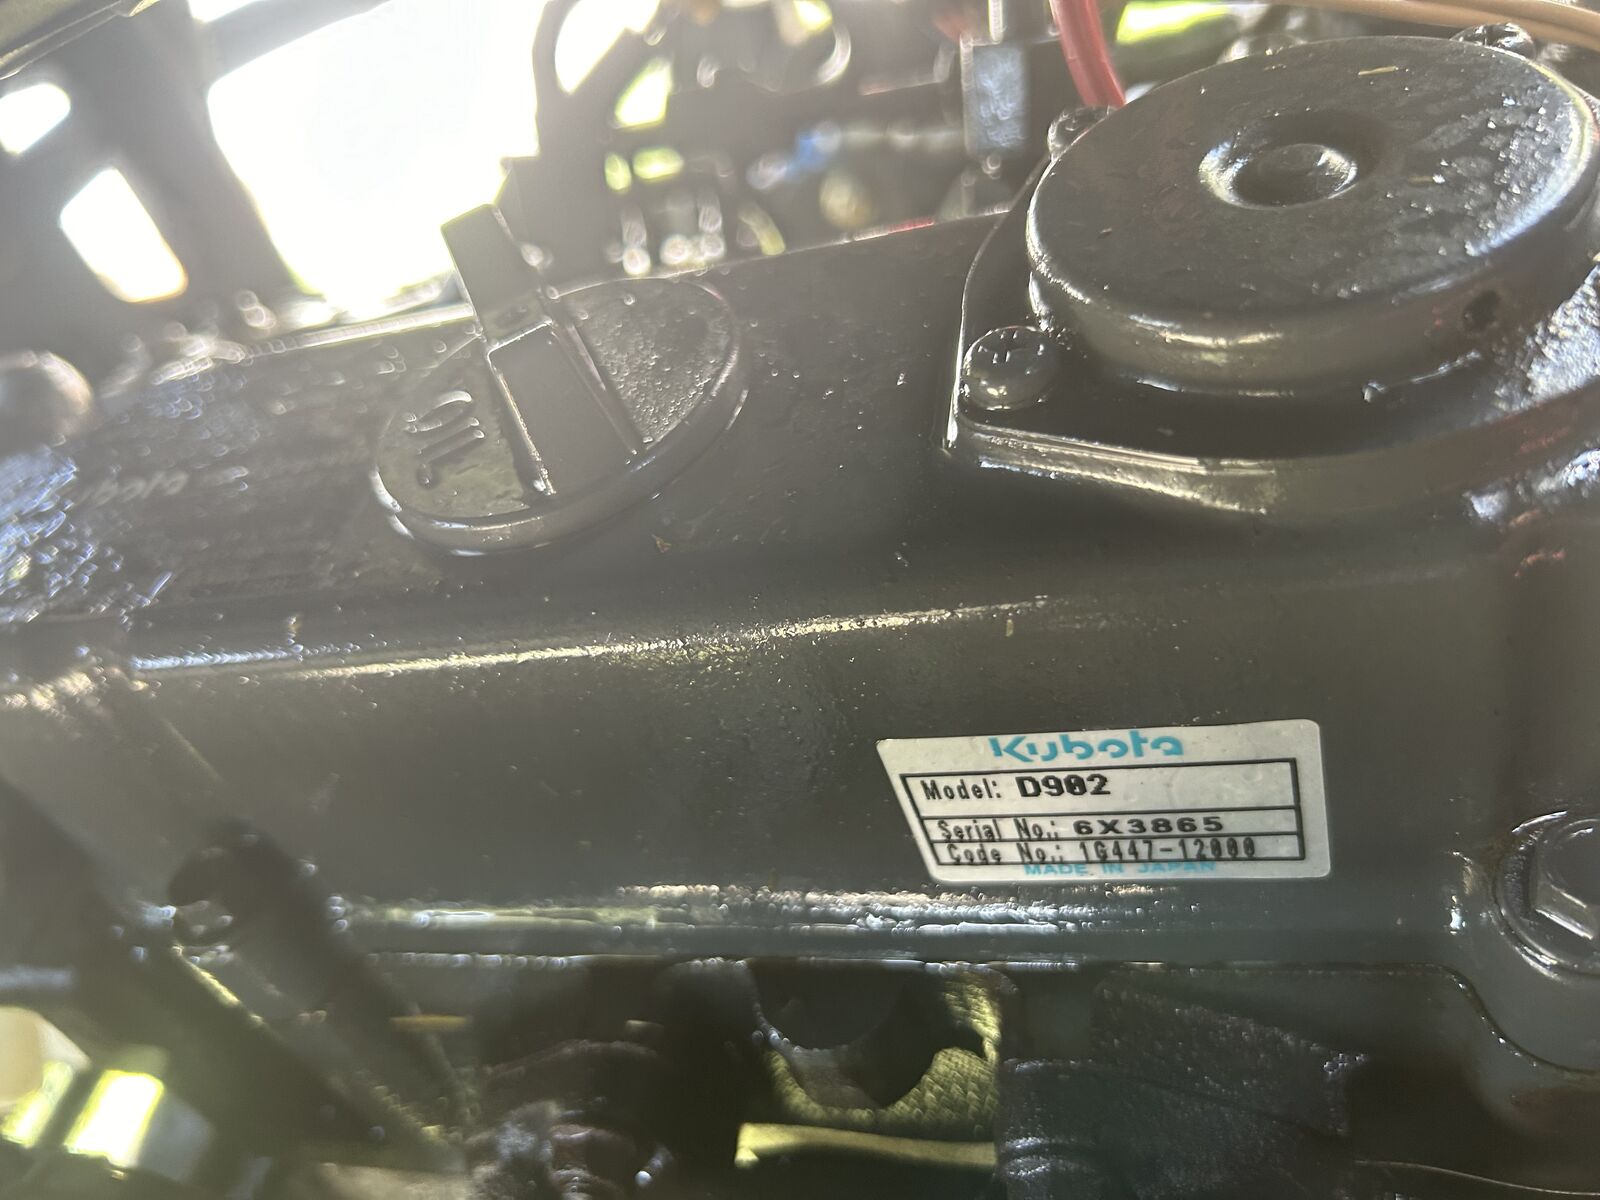 OIL
Kubota
Model: D902
Serial No.: 6X3865
Code No.: 1G447-12000
MADE IN JAPAN